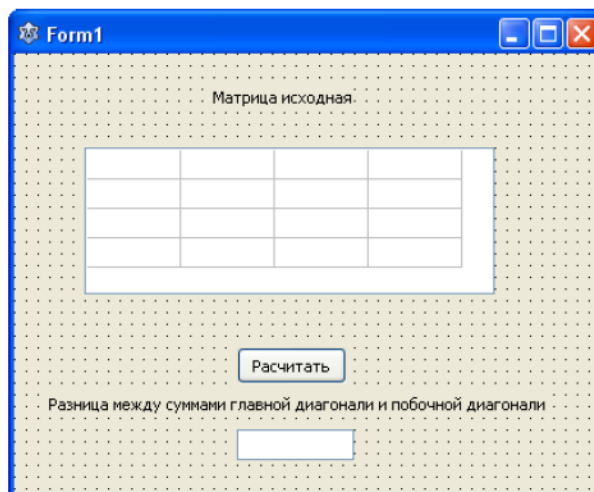 Form1
Матрица исходная
Расчитать
Разница между суммами главной диагонали и побочной диагонали